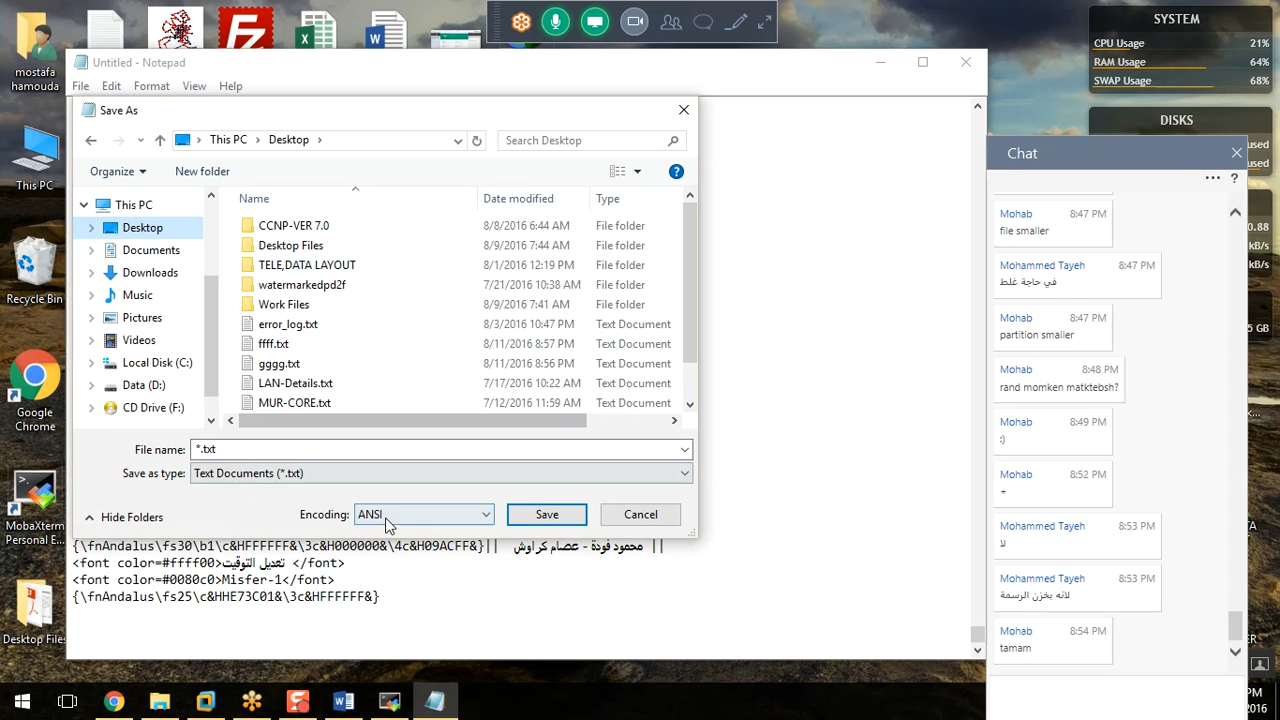 mostafa
hamouda
This PC
Recycle Bin
Google
Chrome
MobaXterm
Personal E...
Desktop Files
Untitled - Notepad
File Edit Format View Help
Save As
This PC > Desktop >
Search Desktop
Organize
New folder
This PC
Desktop
Documents
Downloads
Music
Pictures
Videos
Local Disk (C:)
Data (D:)
CD Drive (F:)
Name Date modified Type
CCNP-VER 7.0 8/8/2016 6:44 AM File folder
Desktop Files 8/9/2016 7:44 AM File folder
TELE,DATA LAYOUT 8/1/2016 12:19 PM File folder
watermarkedpd2f 7/21/2016 10:38 AM File folder
Work Files 8/9/2016 7:41 AM File folder
error_log.txt 8/3/2016 10:47 PM Text Document
ffff.txt 8/11/2016 8:57 PM Text Document
gggg.txt 8/11/2016 8:56 PM Text Document
LAN-Details.txt 7/17/2016 10:22 AM Text Document
MUR-CORE.txt 7/12/2016 11:59 AM Text Document
File name: *.txt
Save as type: Text Documents (*.txt)
Hide Folders
Encoding: ANSI
Save
Cancel
{\fnAndalus\fs30\b1\c&HFFFFFF&\3c&H000000&\4c&H09ACFF&}|| محمود فودة - عصام كراوش ||
<font color=#ffff00>تعديل التوقيت </font>
<font color=#0080c0>Misfer-1</font>
{\fnAndalus\fs25\c&HHE73C01&\3c&HFFFFFF&}
SYSTEM
CPU Usage 21%
RAM Usage 64%
SWAP Usage 68%
DISKS
used
used
0.88
kB/s
kB/s
Chat
Mohab 8:47 PM
file smaller
Mohammed Tayeh 8:47 PM
في حاجة غلط
Mohab 8:47 PM
partition smaller
Mohab 8:48 PM
rand momken matktebsh?
Mohab 8:49 PM
:)
Mohab 8:52 PM
+
Mohab 8:53 PM
لا
Mohammed Tayeh 8:53 PM
لانه بخزن الرسمة
Mohab 8:54 PM
tamam
ER
PM
2016